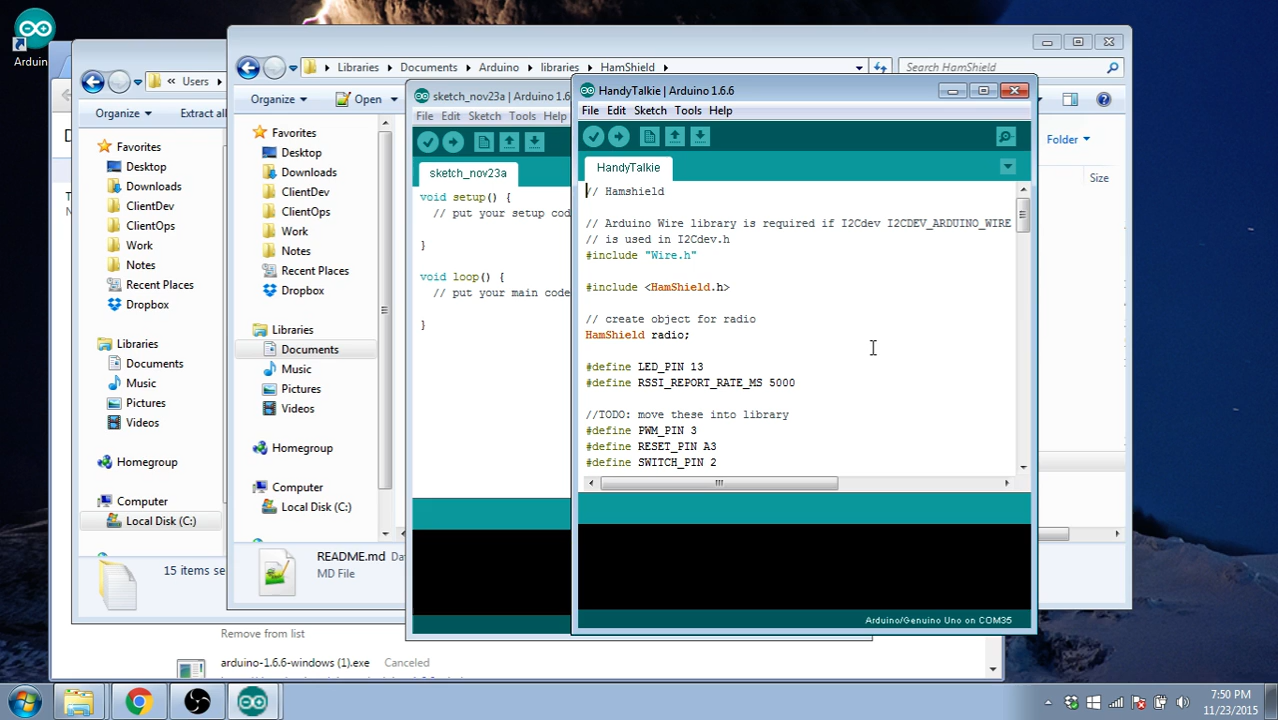 Arduin
Users
Organize
Extract all
Favorites
Desktop
Downloads
ClientDev
ClientOps
Work
Notes
Recent Places
Dropbox
Libraries
Documents
Music
Pictures
Videos
Homegroup
Computer
Local Disk (C:)
15 items se
Libraries
Documents
Arduino
libraries
HamShield
Search HamShield
Organize
Open
Folder
Size
Favorites
Desktop
Downloads
ClientDev
ClientOps
Work
Notes
Recent Places
Dropbox
Libraries
Documents
Music
Pictures
Videos
Homegroup
Computer
Local Disk (C:)
README.md Da
MD File
sketch_nov23a | Arduino 1.6
File Edit Sketch Tools Help
sketch_nov23a
void setup() {
// put your setup cod
}
void loop() {
// put your main code
}
HandyTalkie | Arduino 1.6.6
File Edit Sketch Tools Help
HandyTalkie
// Hamshield
// Arduino Wire library is required if I2Cdev I2CDEV_ARDUINO_WIRE
// is used in I2Cdev.h
#include "Wire.h"
#include <HamShield.h>
// create object for radio
HamShield radio;
#define LED_PIN 13
#define RSSI_REPORT_RATE_MS 5000
//TODO: move these into library
#define PWM_PIN 3
#define RESET_PIN A3
#define SWITCH_PIN 2
Arduino/Genuino Uno on COM35
Remove from list
arduino-1.6.6-windows (1).exe Canceled
7:50 PM
11/23/2015